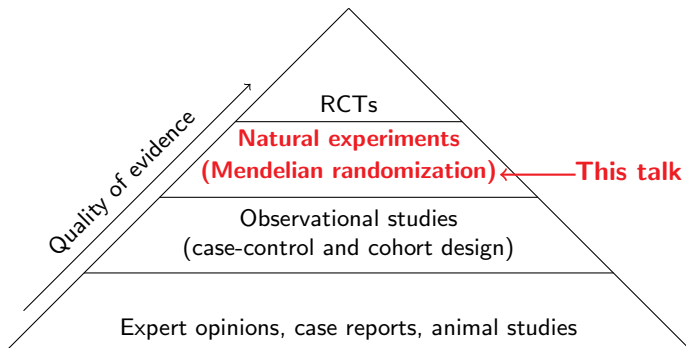 RCTs
Quality of evidence
Natural experiments
(Mendelian randomization)
This talk
Observational studies
(case-control and cohort design)
Expert opinions, case reports, animal studies